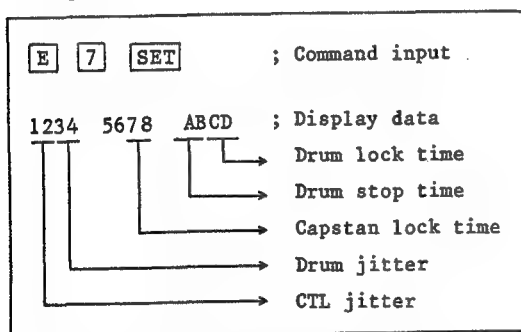 E 7 SET ; Command input
1234 5678 ABCD ; Display data
Drum lock time
Drum stop time
Capstan lock time
Drum jitter
CTL jitter